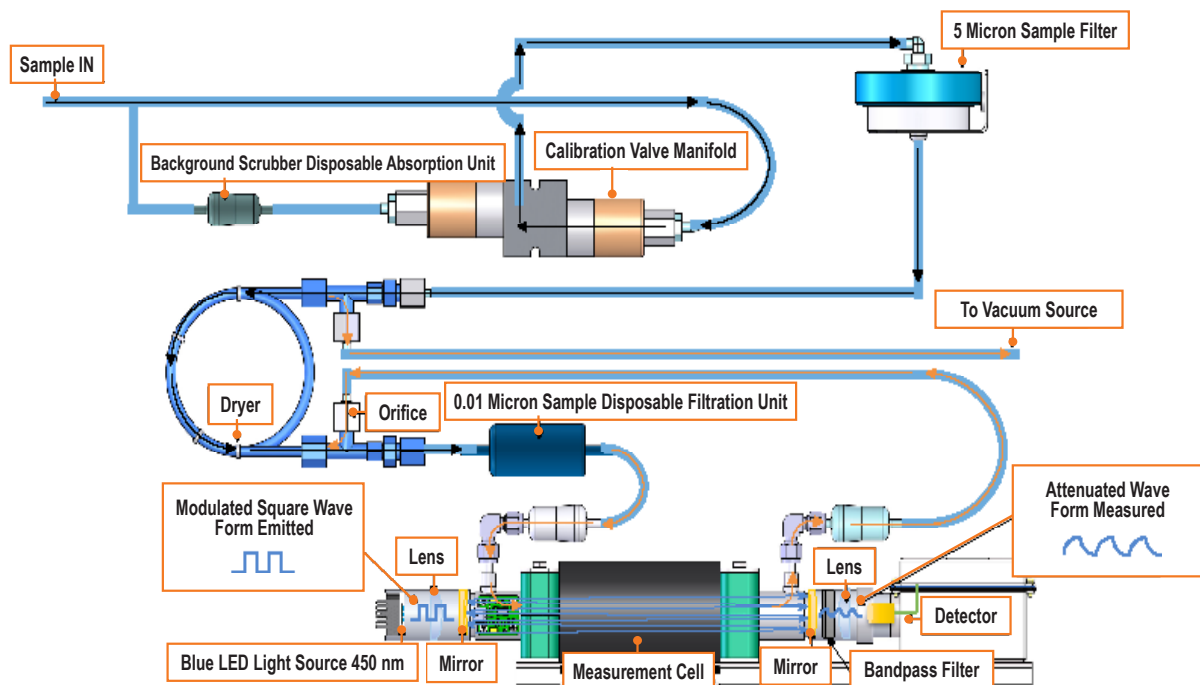 5 Micron Sample Filter
Sample IN
Background Scrubber Disposable Absorption Unit
Calibration Valve Manifold
To Vacuum Source
Dryer
Orifice
0.01 Micron Sample Disposable Filtration Unit
Modulated Square Wave
Form Emitted
Attenuated Wave
Form Measured
Lens
Lens
Detector
Blue LED Light Source 450 nm
Mirror
Measurement Cell
Mirror
Bandpass Filter